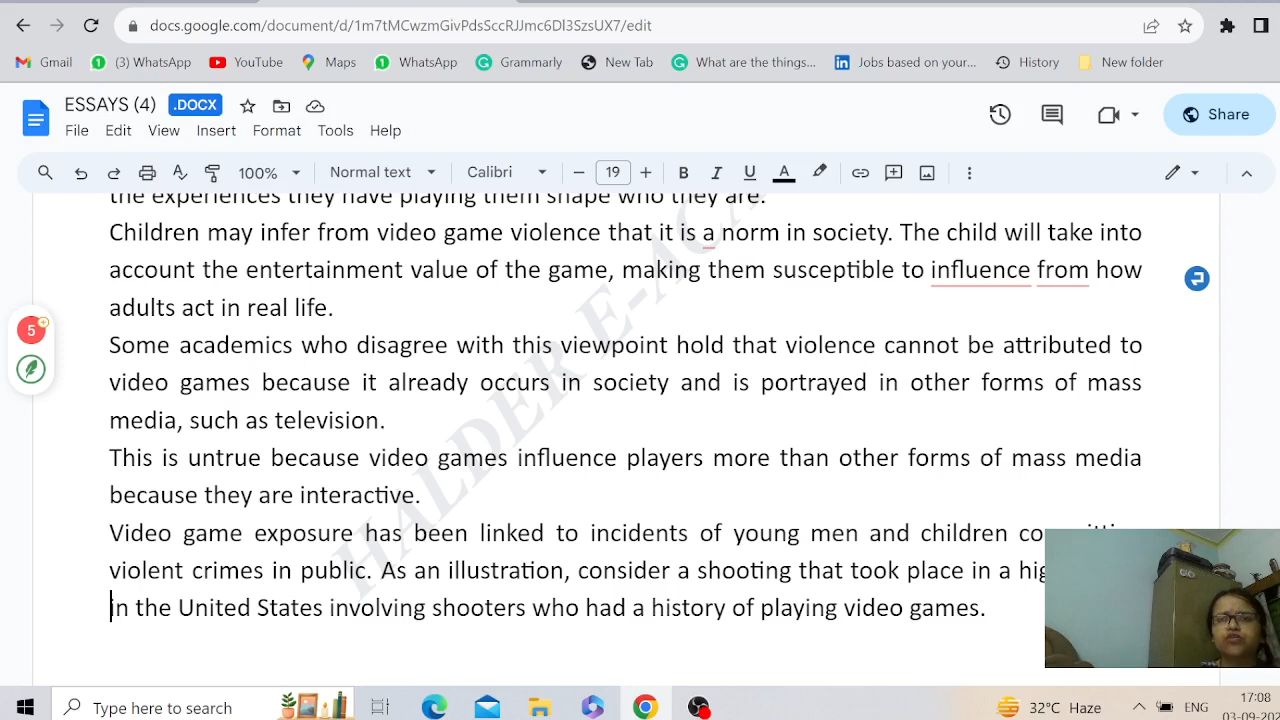 docs.google.com/document/d/1m7tMCwzmGivPdsSccRJJmc6Dl3SzsUX7/edit
Gmail (3) WhatsApp YouTube Maps WhatsApp Grammarly New Tab What are the things... Jobs based on your... History New folder
ESSAYS (4) .DOCX
File Edit View Insert Format Tools Help
Share
100% Normal text Calibri 19 B I U A
the experiences they have playing them shape who they are.
Children may infer from video game violence that it is a norm in society. The child will take into
account the entertainment value of the game, making them susceptible to influence from how
adults act in real life.
5
Some academics who disagree with this viewpoint hold that violence cannot be attributed to
video games because it already occurs in society and is portrayed in other forms of mass
media, such as television.
This is untrue because video games influence players more than other forms of mass media
because they are interactive.
Video game exposure has been linked to incidents of young men and children
violent crimes in public. As an illustration, consider a shooting that took place in a
in the United States involving shooters who had a history of playing video games.
HALDER E-ACA
Type here to search
32°C Haze
ENG
17:08